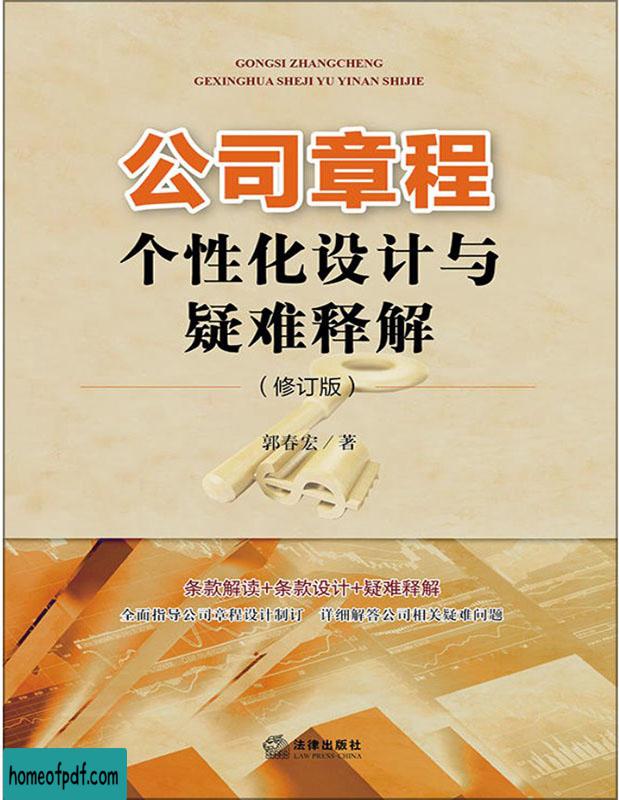 GONGSI ZHANGCHENG
GEXINGHUA SHEJI YU YINAN SHIJIE
公司章程
个性化设计与
疑难释解
（修订版）
郭春宏／著
条款解读+条款设计+疑难释解
全面指导公司章程设计制订 详细解答公司相关疑难问题
法律出版社
LAW PRESS·CHINA
homeofpdf.com